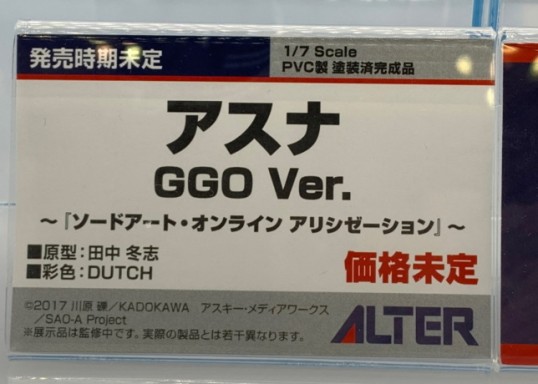 発売時期未定
1/7 Scale
PVC製 塗装済完成品
アスナ
GGO Ver.
~『ソードアート・オンライン アリシゼーション』~
■原型:田中 冬志
■彩色:DUTCH
価格未定
©2017 川原 礫/KADOKAWA アスキー・メディアワークス
/SAO-A Project
※展示品は監修中です。実際の製品とは若干異なります。
ALTER